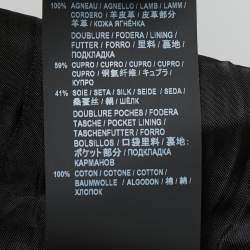 100% AGNEAU / AGNELLO / LAMB / LAMM /
CORDERO / 羊皮革 / 皮革部分
/ КОЖА ЯГНЁНКА
DOUBLURE / FODERA / LINING /
FUTTER / FORRO / 里料 / 裏地 /
ПОДКЛАДКА
59% CUPRO / CUPRO / CUPRO / CUPRO /
CUPRO / 铜氨纤维 / キュプラ /
КУПРО
41% SOIE / SETA / SILK / SEIDE / SEDA /
桑蚕丝 / 絹 / ШЁЛК
DOUBLURE POCHES / FODERA
TASCHE / POCKET LINING /
TASCHENFUTTER / FORRO
BOLSILLOS / 口袋里料 / 裏地:
ポケット部分 / ПОДКЛАДКА
КАРМАНОВ
100% COTON / COTONE / COTTON /
BAUMWOLLE / ALGODON / 棉 / 綿 /
ХЛОПОК